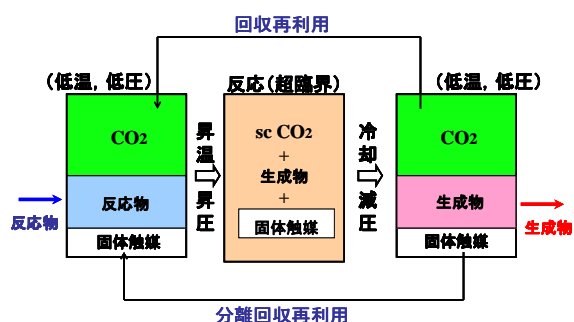 回収再利用
(低温, 低圧)
反応(超臨界)
(低温, 低圧)
CO2
反応物
固体触媒
反応物
昇温
昇圧
sc CO2
+
生成物
+
固体触媒
冷却
減圧
CO2
生成物
固体触媒
生成物
分離回収再利用